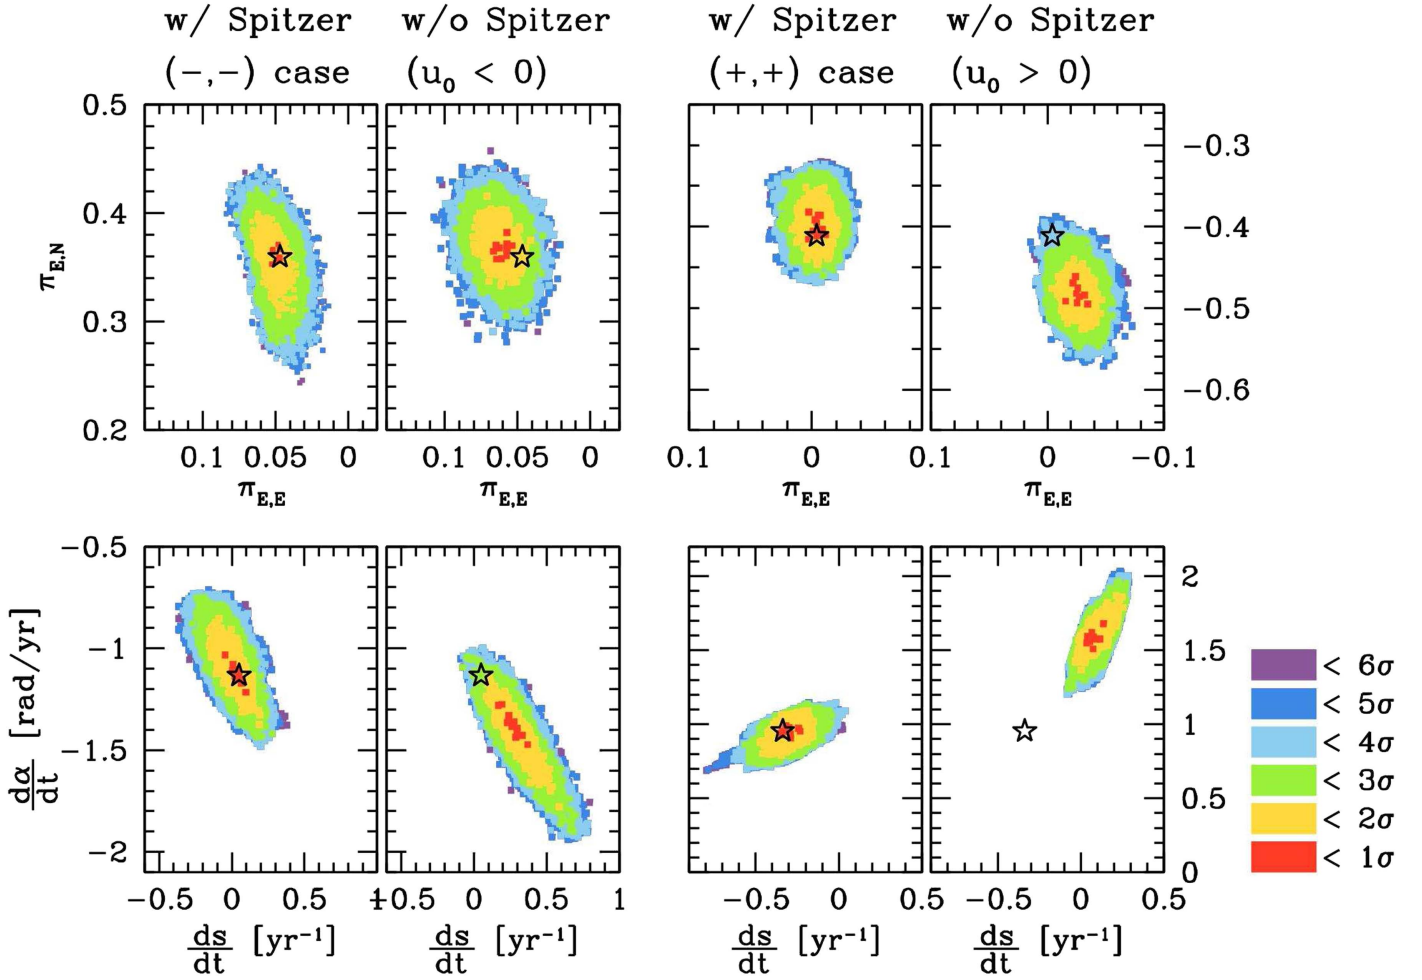 w/ Spitzer w/o Spitzer w/ Spitzer w/o Spitzer
(−,−) case (u0 < 0) (+,+) case (u0 > 0)
0.5
−0.3
0.4
−0.4
πE,N
0.3
−0.5
−0.6
0.2
0.1 0.05 0 0.1 0.05 0 0.1 0 0.1 0 −0.1
πE,E πE,E πE,E πE,E
−0.5
2
−1
1.5
dα/dt [rad/yr]
< 6σ
< 5σ
1
−1.5
< 4σ
0.5
< 3σ
−2
< 2σ
0
< 1σ
−0.5 0 0.5 −0.5 0 0.5 1 −0.5 0 0.5 −0.5 0 0.5
ds/dt [yr−1] ds/dt [yr−1] ds/dt [yr−1] ds/dt [yr−1]